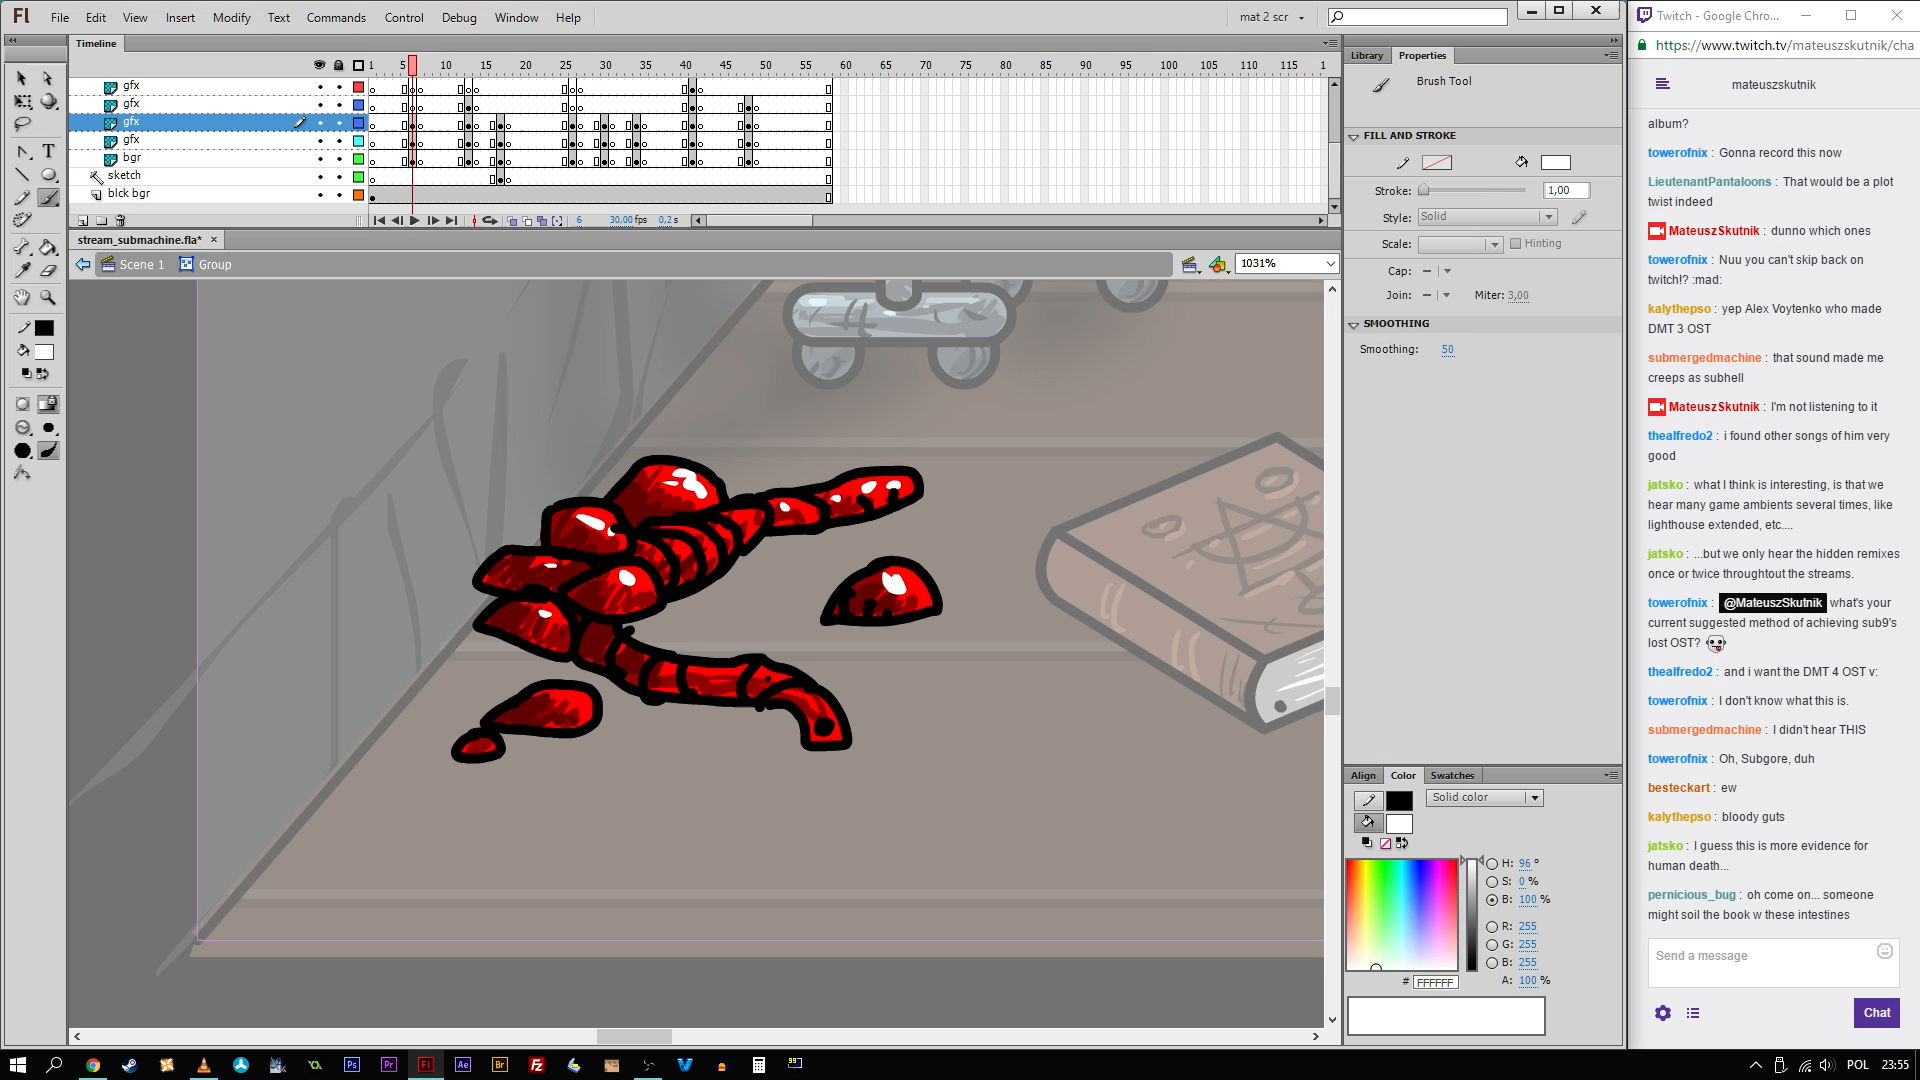 Fl File Edit View Insert Modify Text Commands Control Debug Window Help mat 2 scr
Twitch - Google Chro...
https://www.twitch.tv/mateuszskutnik/cha
Timeline
1 5 10 15 20 25 30 35 40 45 50 55 60 65 70 75 80 85 90 95 100 105 110 115 1
gfx
gfx
gfx
gfx
bgr
sketch
blck bgr
6 30,00 fps 0,2 s
stream_submachine.fla*
Scene 1 Group
1031%
Library Properties
Brush Tool
FILL AND STROKE
Stroke: 1,00
Style: Solid
Scale: Hinting
Cap:
Join: Miter: 3,00
SMOOTHING
Smoothing: 50
Align Color Swatches
Solid color
H: 96 °
S: 0 %
B: 100 %
R: 255
G: 255
B: 255
A: 100 %
# FFFFFF
mateuszskutnik
album?
towerofnix : Gonna record this now
LieutenantPantaloons : That would be a plot
twist indeed
MateuszSkutnik : dunno which ones
towerofnix : Nuu you can't skip back on
twitch!? :mad:
kalythepso : yep Alex Voytenko who made
DMT 3 OST
submergedmachine : that sound made me
creeps as subhell
MateuszSkutnik : I'm not listening to it
thealfredo2 : i found other songs of him very
good
jatsko : what I think is interesting, is that we
hear many game ambients several times, like
lighthouse extended, etc....
jatsko : ...but we only hear the hidden remixes
once or twice throughtout the streams.
towerofnix : @MateuszSkutnik what's your
current suggested method of achieving sub9's
lost OST?
thealfredo2 : and i want the DMT 4 OST v:
towerofnix : I don't know what this is.
submergedmachine : I didn't hear THIS
towerofnix : Oh, Subgore, duh
besteckart : ew
kalythepso : bloody guts
jatsko : I guess this is more evidence for
human death...
pernicious_bug : oh come on... someone
might soil the book w these intestines
Send a message
Chat
Ps Pr Fl Ae Br Fz
POL 23:55